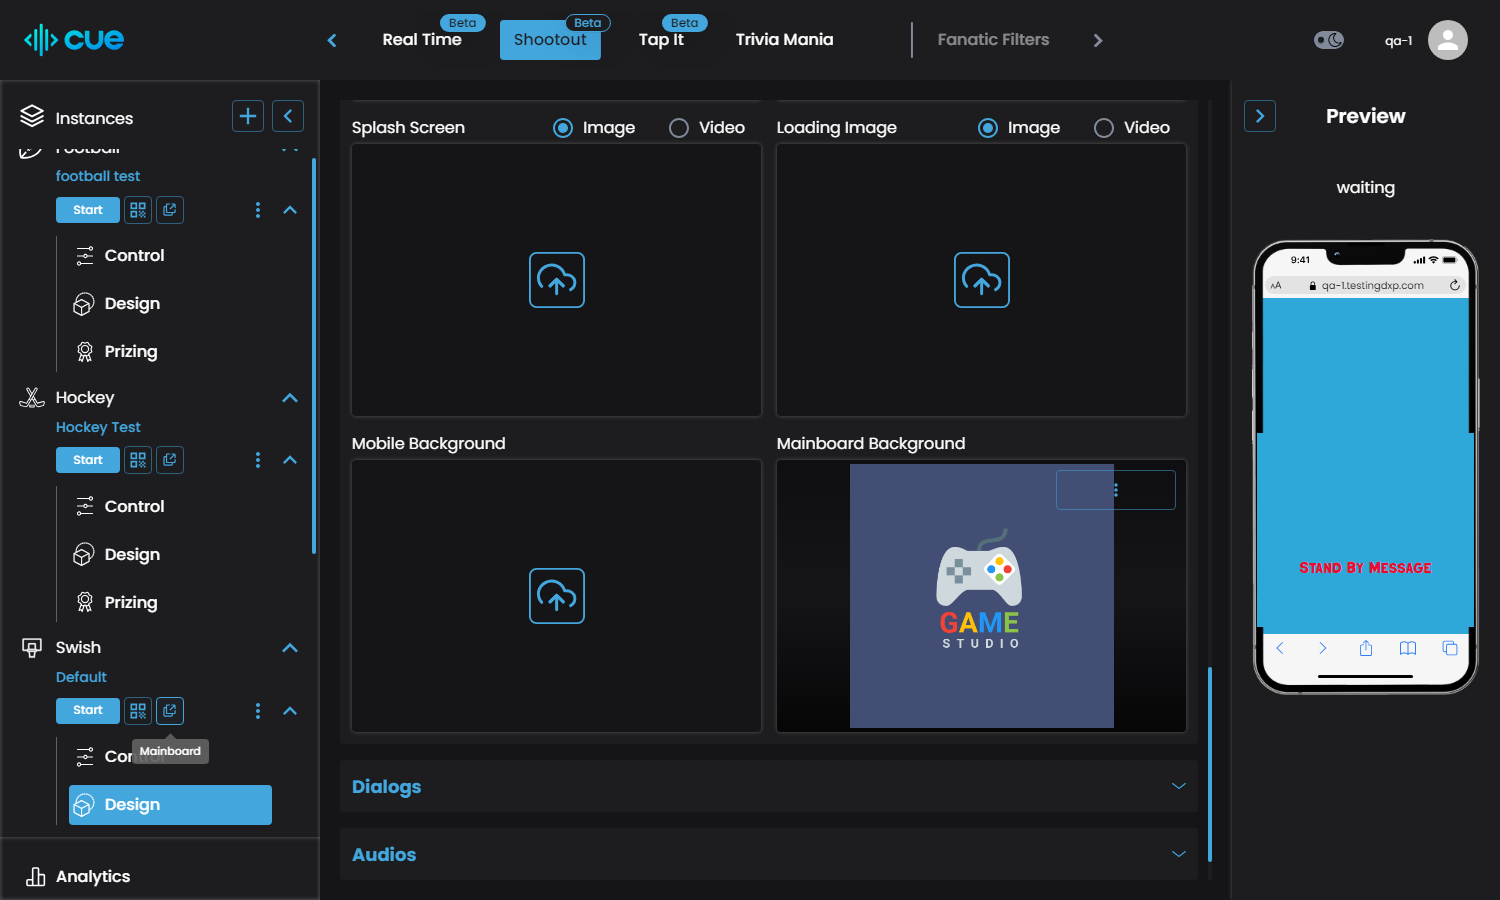 cue
Real Time
Beta
Shootout
Beta
Tap It
Beta
Trivia Mania
Fanatic Filters
qa-1
Instances
Football
football test
Start
Control
Design
Prizing
Hockey
Hockey Test
Start
Control
Design
Prizing
Swish
Default
Start
Mainboard
Control
Design
Analytics
Splash Screen
Image
Video
Loading Image
Image
Video
Mobile Background
Mainboard Background
GAME
STUDIO
Dialogs
Audios
Preview
waiting
9:41
AA
qa-1.testingdxp.com
Stand By Message